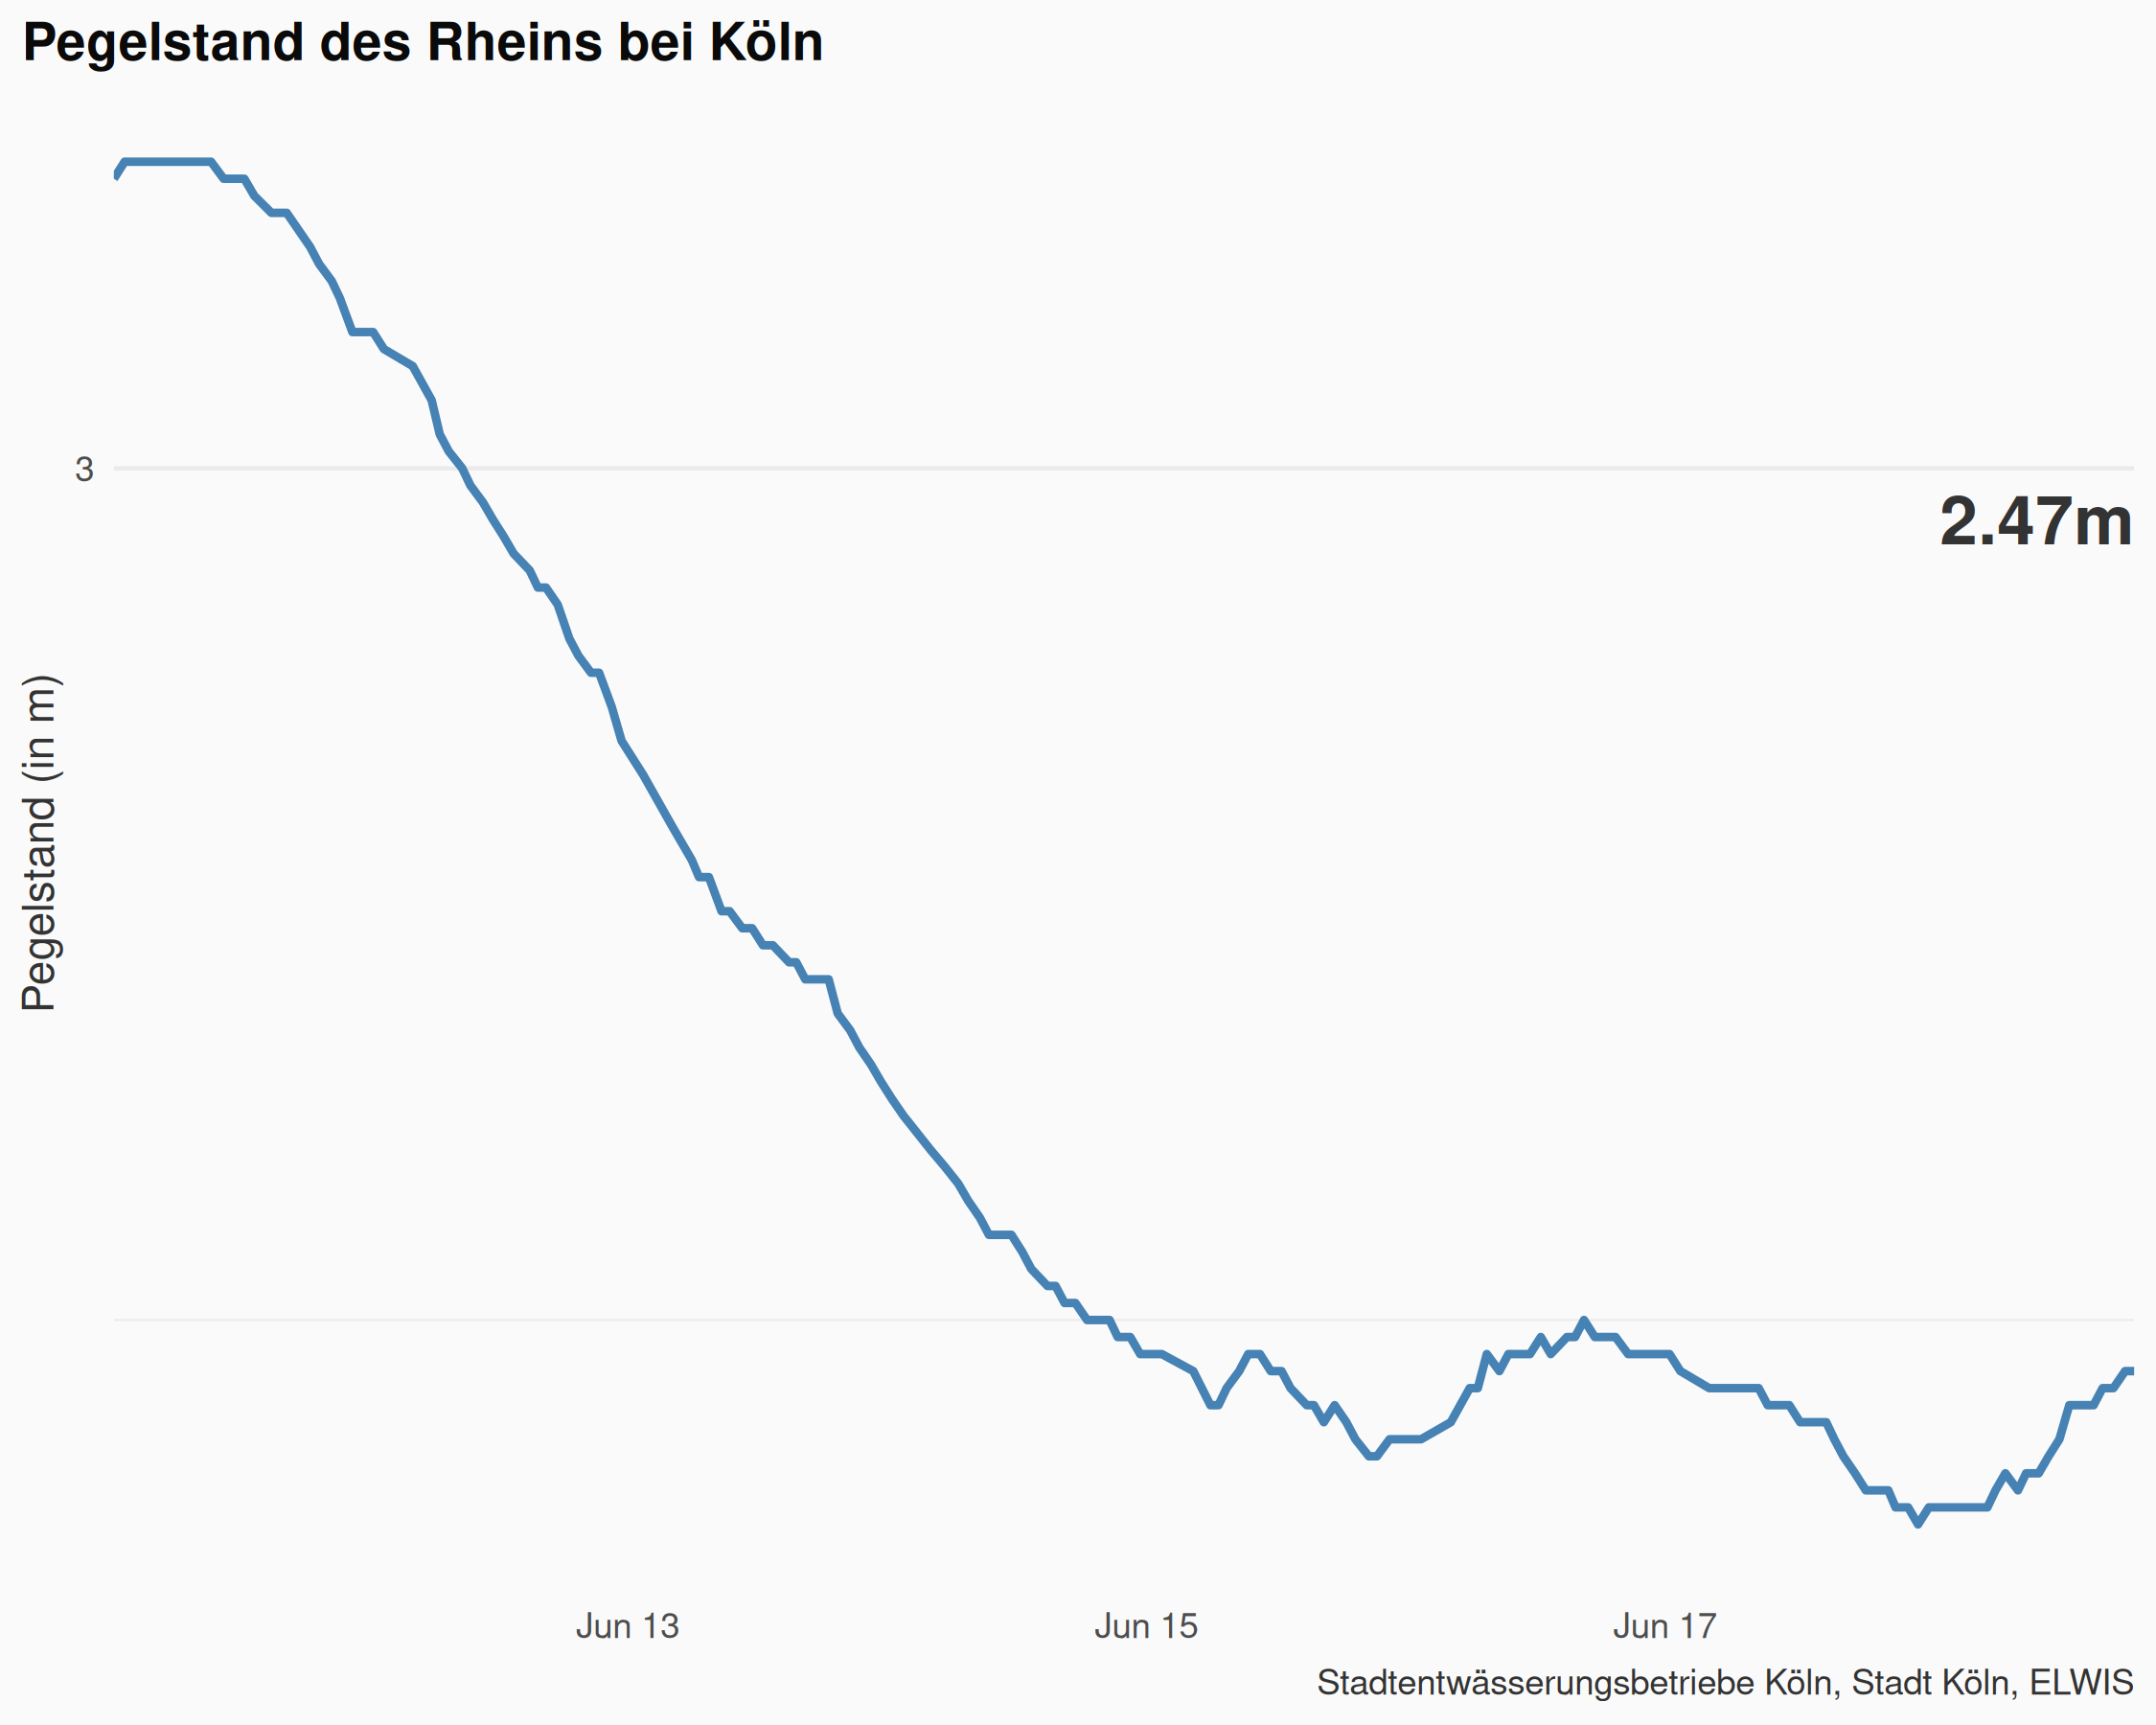 Pegelstand des Rheins bei Köln
3
2.47m
Pegelstand (in m)
Jun 13
Jun 15
Jun 17
Stadtentwässerungsbetriebe Köln, Stadt Köln, ELWIS